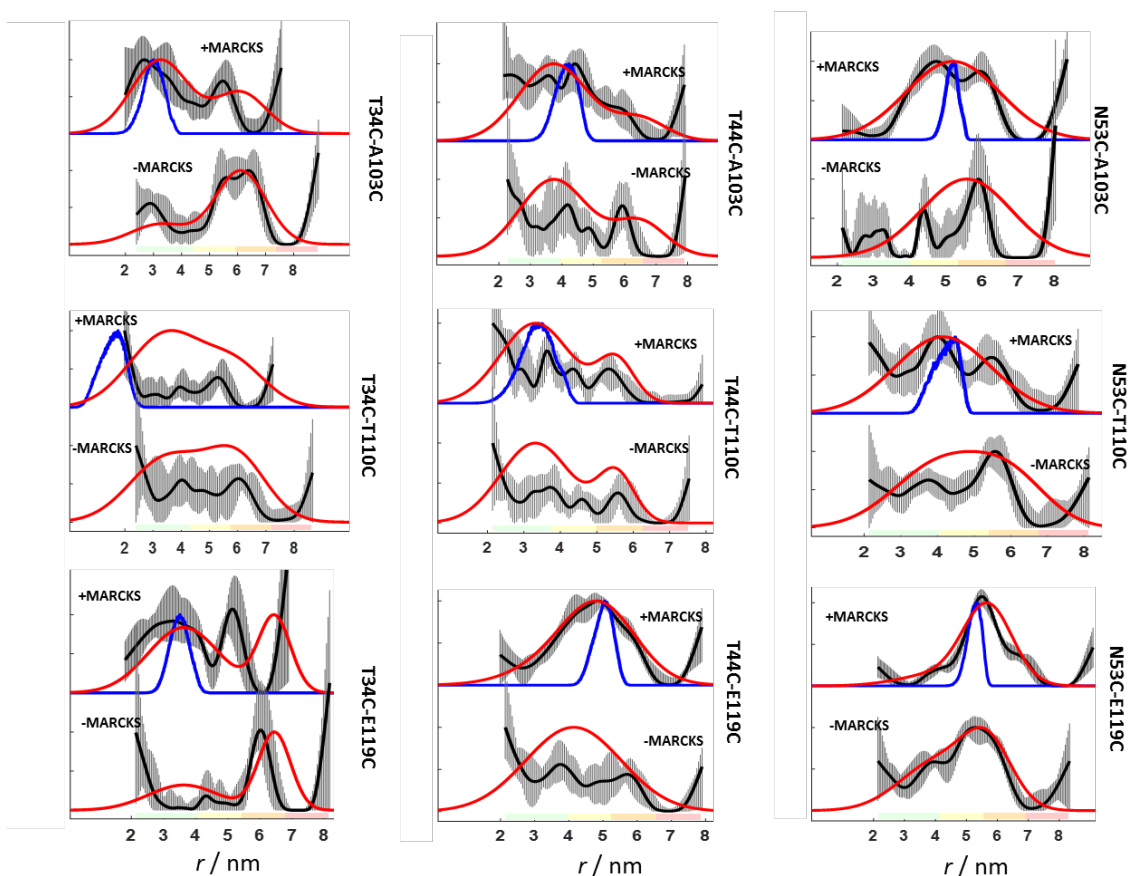 +MARCKS
-MARCKS
T34C-A103C
2 3 4 5 6 7 8
+MARCKS
-MARCKS
T44C-A103C
2 3 4 5 6 7 8
+MARCKS
-MARCKS
N53C-A103C
2 3 4 5 6 7 8
+MARCKS
-MARCKS
T34C-T110C
2 3 4 5 6 7 8
+MARCKS
-MARCKS
T44C-T110C
2 3 4 5 6 7 8
+MARCKS
-MARCKS
N53C-T110C
2 3 4 5 6 7 8
+MARCKS
-MARCKS
T34C-E119C
2 3 4 5 6 7 8
r / nm
+MARCKS
-MARCKS
T44C-E119C
2 3 4 5 6 7 8
r / nm
+MARCKS
-MARCKS
N53C-E119C
2 3 4 5 6 7 8
r / nm